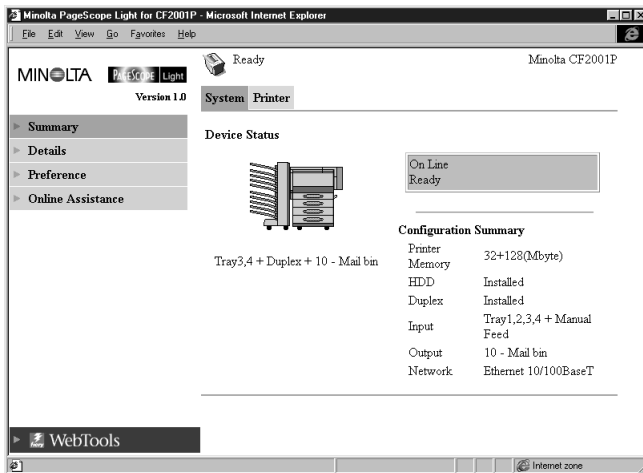 Minolta PageScope Light for CF2001P - Microsoft Internet Explorer
File Edit View Go Favorites Help
MINOLTA PAGESCOPE Light
Version 1.0
Ready
Minolta CF2001P
System Printer
Summary
Details
Preference
Online Assistance
Device Status
Tray3,4 + Duplex + 10 - Mail bin
On Line
Ready
Configuration Summary
Printer Memory 32+128(Mbyte)
HDD Installed
Duplex Installed
Input Tray1,2,3,4 + Manual Feed
Output 10 - Mail bin
Network Ethernet 10/100BaseT
WebTools
Internet zone